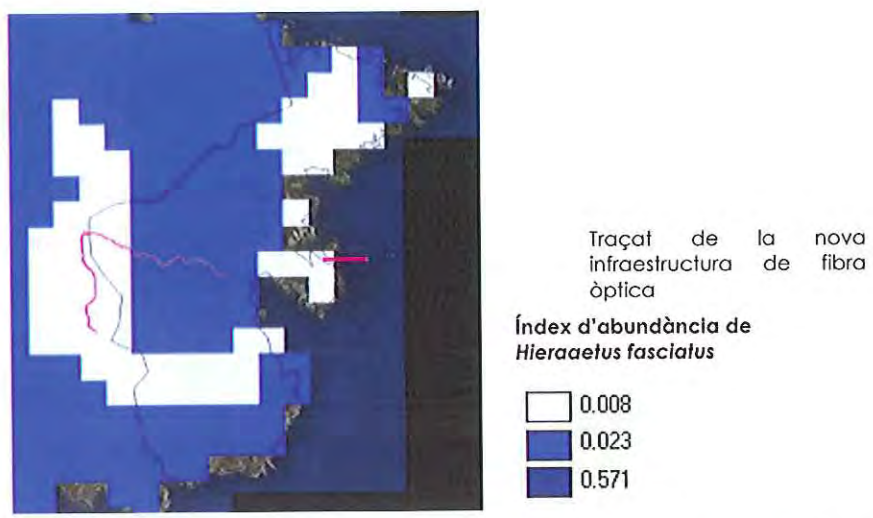 Traçat de la nova
infraestructura de fibra
òptica
Índex d'abundància de
Hieraaetus fasciatus
0.008
0.023
0.571